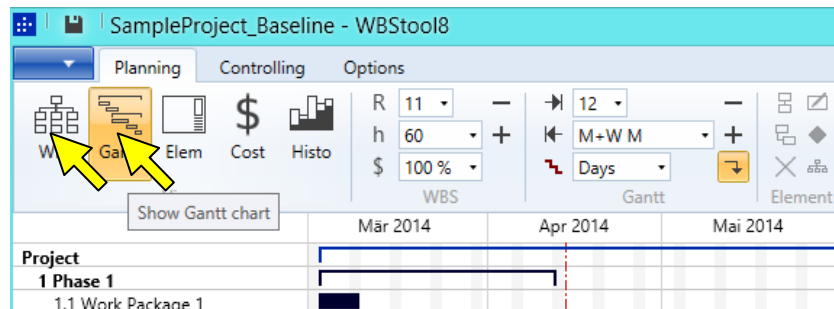 SampleProject_Baseline - WBStool8
Planning Controlling Options
R 11 12
h 60 M+W M
$ 100 % Days
Elem Cost Histo
WBS Gantt Element
Show Gantt chart
Mär 2014 Apr 2014 Mai 2014
Project
1 Phase 1
1.1 Work Package 1